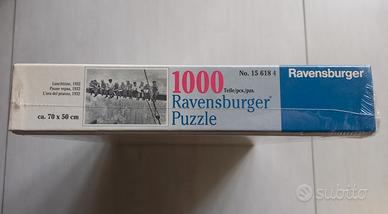 Lunchtime, 1932
Pause repas, 1932
L'ora del pranzo, 1932
ca. 70 x 50 cm
1000
Teile/pcs./pzs.
No. 15 618 4
Ravensburger®
Puzzle
Ravensburger
subito